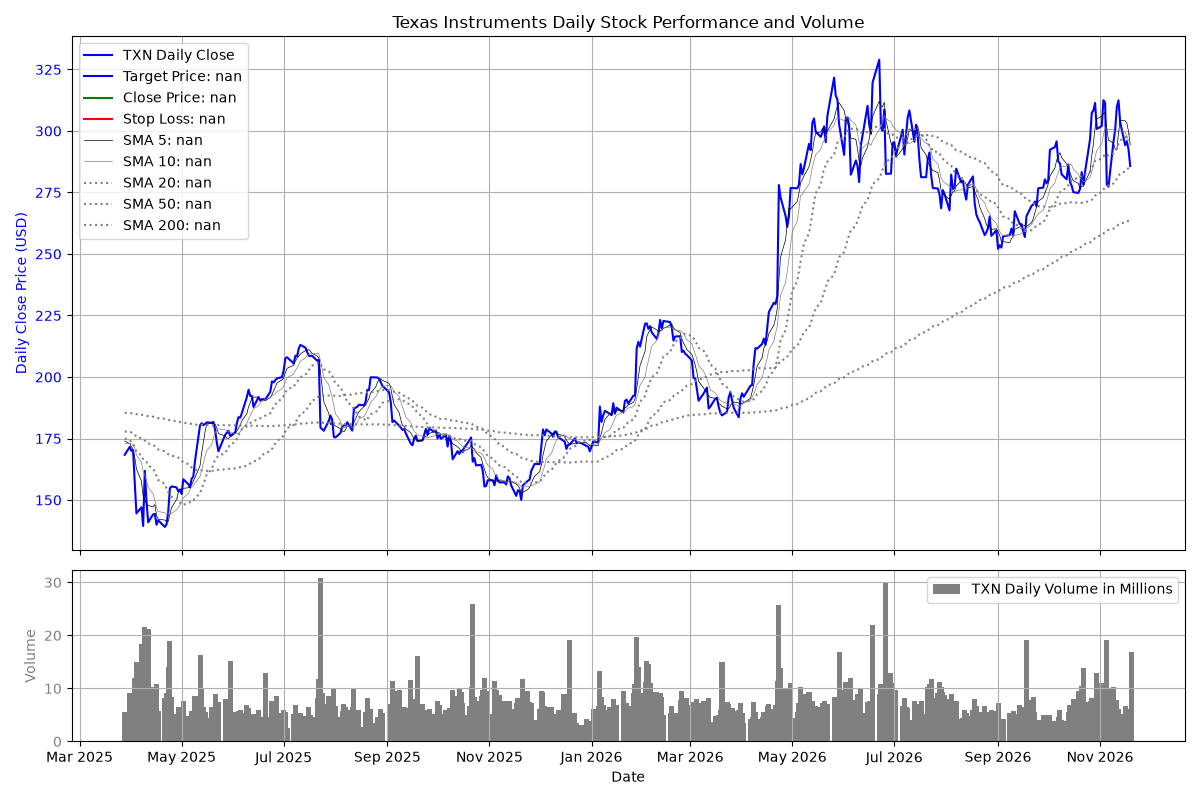 Texas Instruments Daily Stock Performance and Volume
TXN Daily Close
Target Price: nan
Close Price: nan
Stop Loss: nan
SMA 5: nan
SMA 10: nan
SMA 20: nan
SMA 50: nan
SMA 200: nan
Daily Close Price (USD)
325
300
275
250
225
200
175
150
TXN Daily Volume in Millions
Volume
30
20
10
0
Mar 2025 May 2025 Jul 2025 Sep 2025 Nov 2025 Jan 2026 Mar 2026 May 2026 Jul 2026 Sep 2026 Nov 2026
Date